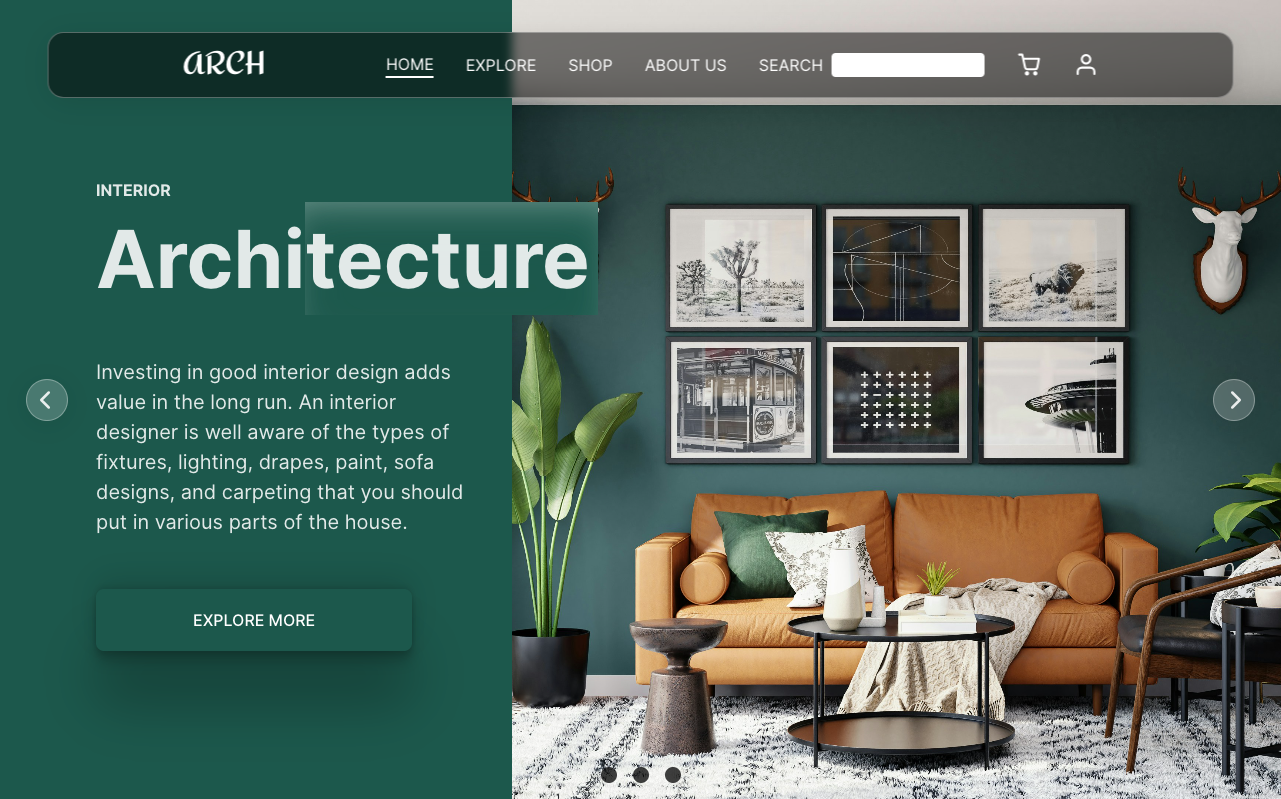 ARCH
HOME EXPLORE SHOP ABOUT US SEARCH
INTERIOR
Architecture
Investing in good interior design adds
value in the long run. An interior
designer is well aware of the types of
fixtures, lighting, drapes, paint, sofa
designs, and carpeting that you should
put in various parts of the house.
EXPLORE MORE